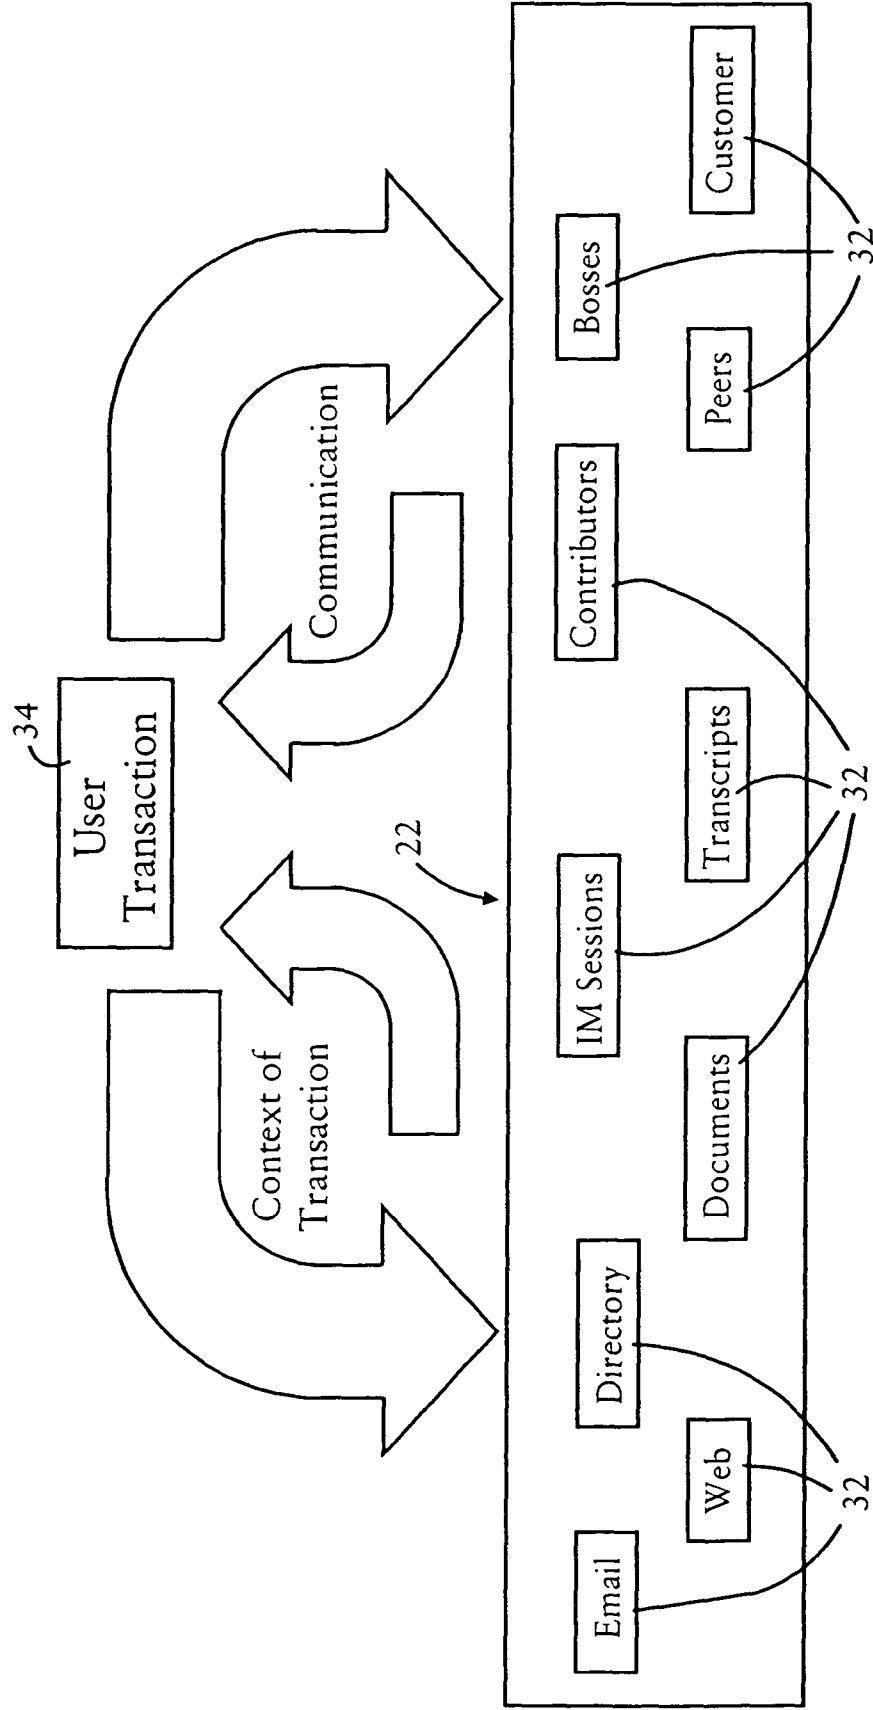 34
User
Transaction
Context of
Transaction
Communication
22
Email
Directory
IM Sessions
Contributors
Bosses
Web
Documents
Transcripts
Peers
Customer
32
32
32